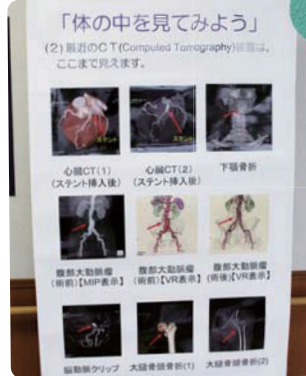 「体の中を見てみよう」
(2) 最近のCT(Computed Tomography)装置は、
ここまで見えます。
ステント
ステント
心臓CT(1)
(ステント挿入後)
心臓CT(2)
(ステント挿入後)
下顎骨折
腹部大動脈瘤
(術前)【MIP表示】
腹部大動脈瘤
(術前)【VR表示】
腹部大動脈瘤
(術後)【VR表示】
脳動脈クリップ
大腿骨頭骨折(1)
大腿骨頭骨折(2)